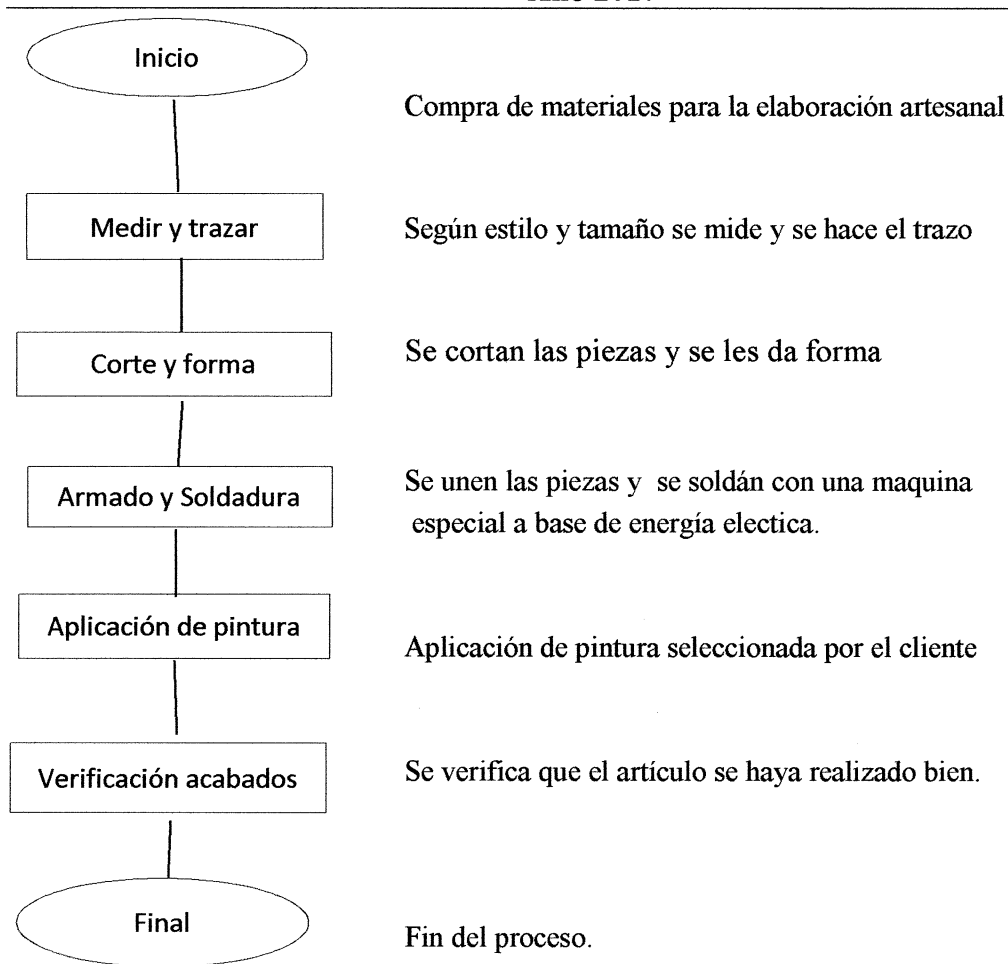 Inicio
Compra de materiales para la elaboración artesanal
Medir y trazar
Según estilo y tamaño se mide y se hace el trazo
Corte y forma
Se cortan las piezas y se les da forma
Armado y Soldadura
Se unen las piezas y se soldán con una maquina
especial a base de energía electica.
Aplicación de pintura
Aplicación de pintura seleccionada por el cliente
Verificación acabados
Se verifica que el artículo se haya realizado bien.
Final
Fin del proceso.